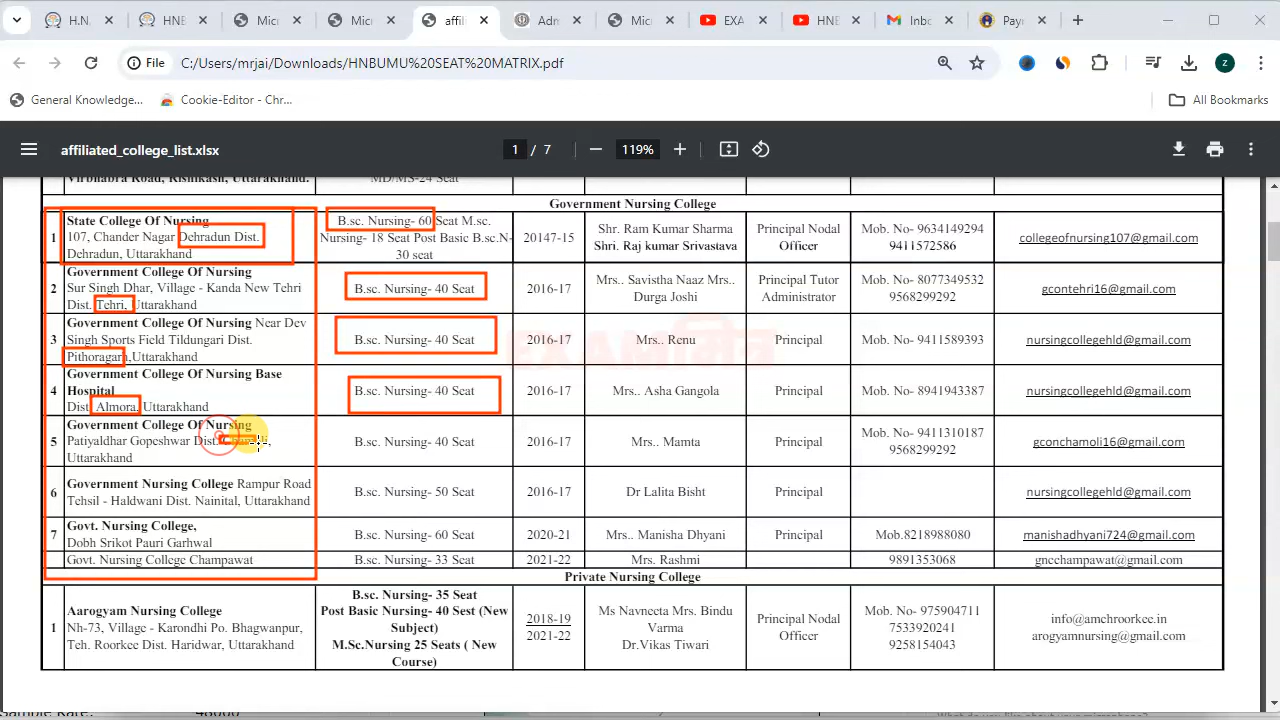 H.N.
HNE
Micr
Micr
affili
Adm
Micr
EXA
HNE
Inbo
Payn
File
C:/Users/mrjai/Downloads/HNBUMU%20SEAT%20MATRIX.pdf
General Knowledge...
Cookie-Editor - Chr...
All Bookmarks
affiliated_college_list.xlsx
1 / 7
119%
Virbhabra Road, Rishikash, Uttarakhand.
MD/MS-24 Seat
Government Nursing College
1
State College Of Nursing
107, Chander Nagar Dehradun Dist.
Dehradun, Uttarakhand
B.sc. Nursing- 60 Seat M.sc.
Nursing- 18 Seat Post Basic B.sc.N-
30 seat
20147-15
Shr. Ram Kumar Sharma
Shri. Raj kumar Srivastava
Principal Nodal
Officer
Mob. No- 9634149294
9411572586
collegeofnursing107@gmail.com
2
Government College Of Nursing
Sur Singh Dhar, Village - Kanda New Tehri
Dist. Tehri, Uttarakhand
B.sc. Nursing- 40 Seat
2016-17
Mrs.. Savistha Naaz Mrs..
Durga Joshi
Principal Tutor
Administrator
Mob. No- 8077349532
9568299292
gcontehri16@gmail.com
3
Government College Of Nursing Near Dev
Singh Sports Field Tildungari Dist.
Pithoragarh,Uttarakhand
B.sc. Nursing- 40 Seat
2016-17
Mrs.. Renu
Principal
Mob. No- 9411589393
nursingcollegehld@gmail.com
4
Government College Of Nursing Base
Hospital
Dist. Almora, Uttarakhand
B.sc. Nursing- 40 Seat
2016-17
Mrs.. Asha Gangola
Principal
Mob. No- 8941943387
nursingcollegehld@gmail.com
5
Government College Of Nursing
Patiyaldhar Gopeshwar Dist.
Uttarakhand
B.sc. Nursing- 40 Seat
2016-17
Mrs.. Mamta
Principal
Mob. No- 9411310187
9568299292
gconchamoli16@gmail.com
6
Government Nursing College Rampur Road
Tehsil - Haldwani Dist. Nainital, Uttarakhand
B.sc. Nursing- 50 Seat
2016-17
Dr Lalita Bisht
Principal
nursingcollegehld@gmail.com
7
Govt. Nursing College,
Dobh Srikot Pauri Garhwal
B.sc. Nursing- 60 Seat
2020-21
Mrs.. Manisha Dhyani
Principal
Mob.8218988080
manishadhyani724@gmail.com
Govt. Nursing College Champawat
B.sc. Nursing- 33 Seat
2021-22
Mrs. Rashmi
9891353068
gncchampawat@gmail.com
Private Nursing College
1
Aarogyam Nursing College
Nh-73, Village - Karondhi Po. Bhagwanpur,
Teh. Roorkee Dist. Haridwar, Uttarakhand
B.sc. Nursing- 35 Seat
Post Basic Nursing- 40 Sest (New
Subject)
M.Sc.Nursing 25 Seats ( New
Course)
2018-19
2021-22
Ms Navneeta Mrs. Bindu
Varma
Dr.Vikas Tiwari
Principal Nodal
Officer
Mob. No- 975904711
7533920241
9258154043
info@amchroorkee.in
arogyamnursing@gmail.com
EXAMमित्र